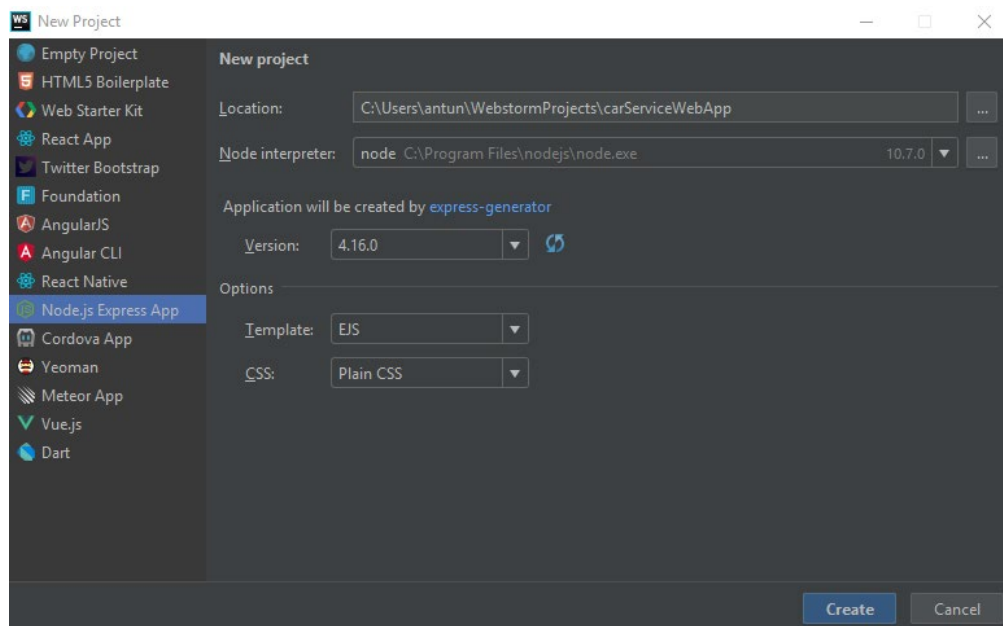 WS New Project
Empty Project
HTML5 Boilerplate
Web Starter Kit
React App
Twitter Bootstrap
Foundation
AngularJS
Angular CLI
React Native
Node.js Express App
Cordova App
Yeoman
Meteor App
Vue.js
Dart
New project
Location: C:\Users\antun\WebstormProjects\carServiceWebApp ...
Node interpreter: node C:\Program Files\nodejs\node.exe 10.7.0 ...
Application will be created by express-generator
Version: 4.16.0
Options
Template: EJS
CSS: Plain CSS
Create Cancel